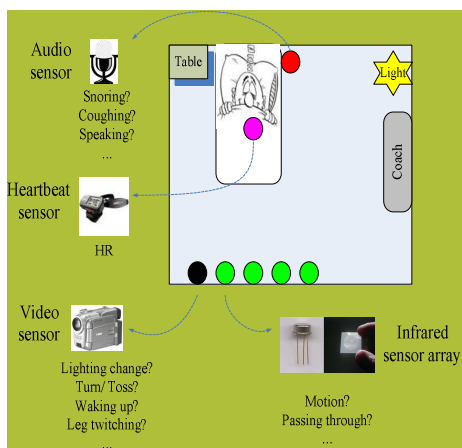 Audio
sensor
Snoring?
Coughing?
Speaking?
...
Table
Light
Coach
Heartbeat
sensor
HR
Video
sensor
Lighting change?
Turn/ Toss?
Waking up?
Leg twitching?
...
Infrared
sensor array
Motion?
Passing through?
...